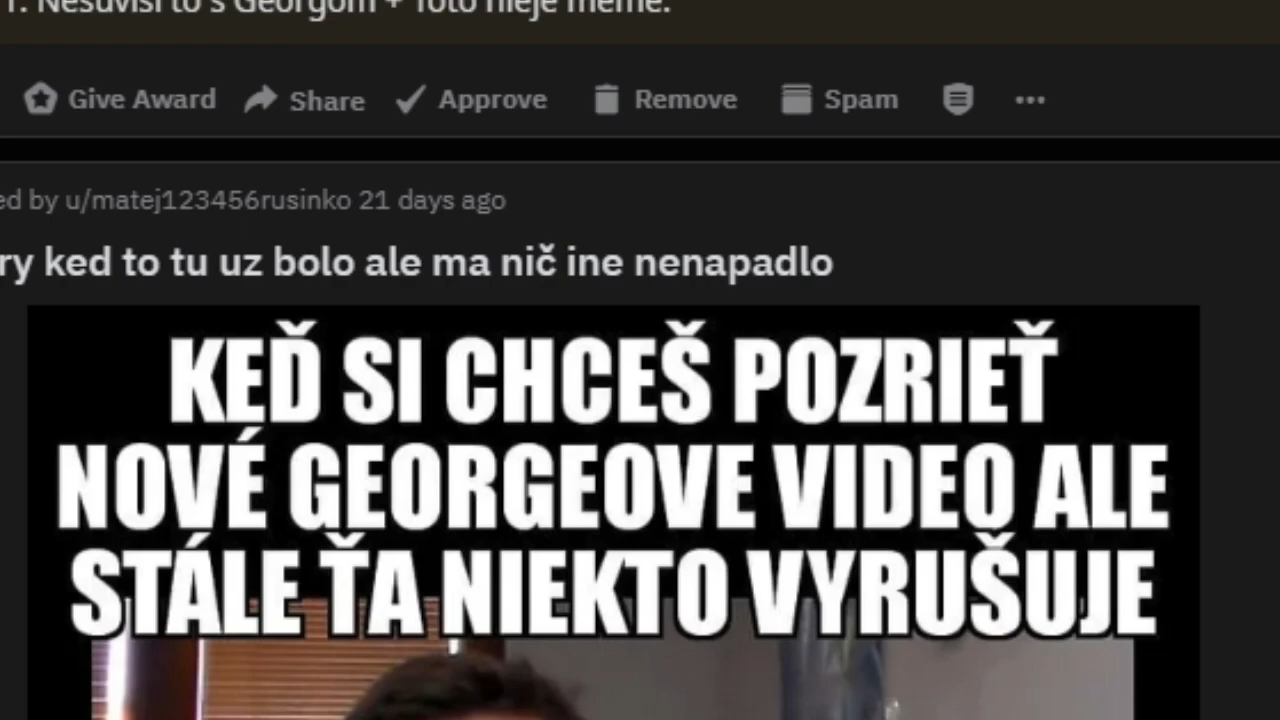 1. Nesúvisí to s Georgom + foto nieje meme.
Give Award Share Approve Remove Spam
ed by u/matej123456rusinko 21 days ago
ry ked to tu uz bolo ale ma nič ine nenapadlo
KEĎ SI CHCEŠ POZRIEŤ
NOVÉ GEORGEOVE VIDEO ALE
STÁLE ŤA NIEKTO VYRUŠUJE